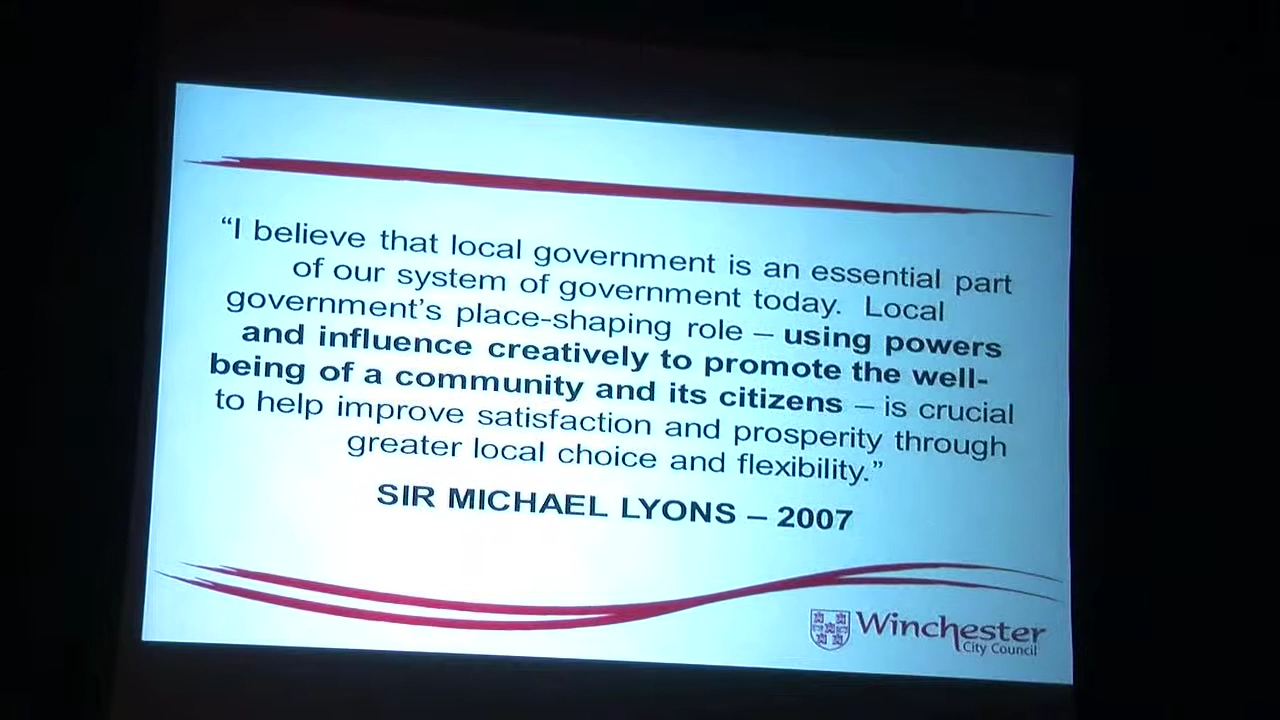 “I believe that local government is an essential part
of our system of government today.  Local
government’s place-shaping role – using powers
and influence creatively to promote the well-
being of a community and its citizens – is crucial
to help improve satisfaction and prosperity through
greater local choice and flexibility.”
SIR MICHAEL LYONS – 2007
Winchester
City Council